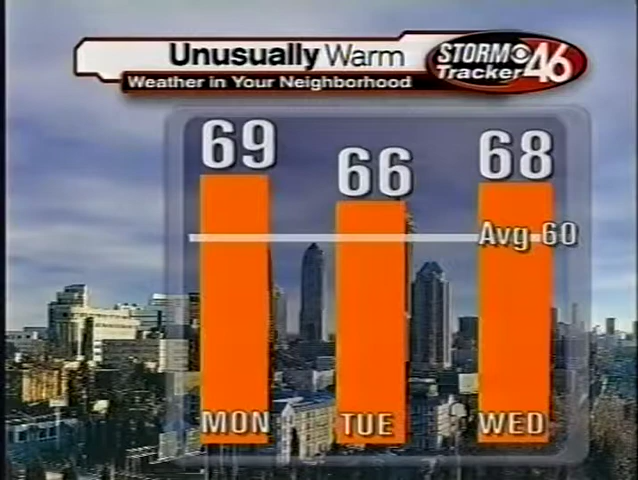 Unusually Warm
Weather in Your Neighborhood
STORM 46
Tracker
69 66 68
Avg 60
MON TUE WED